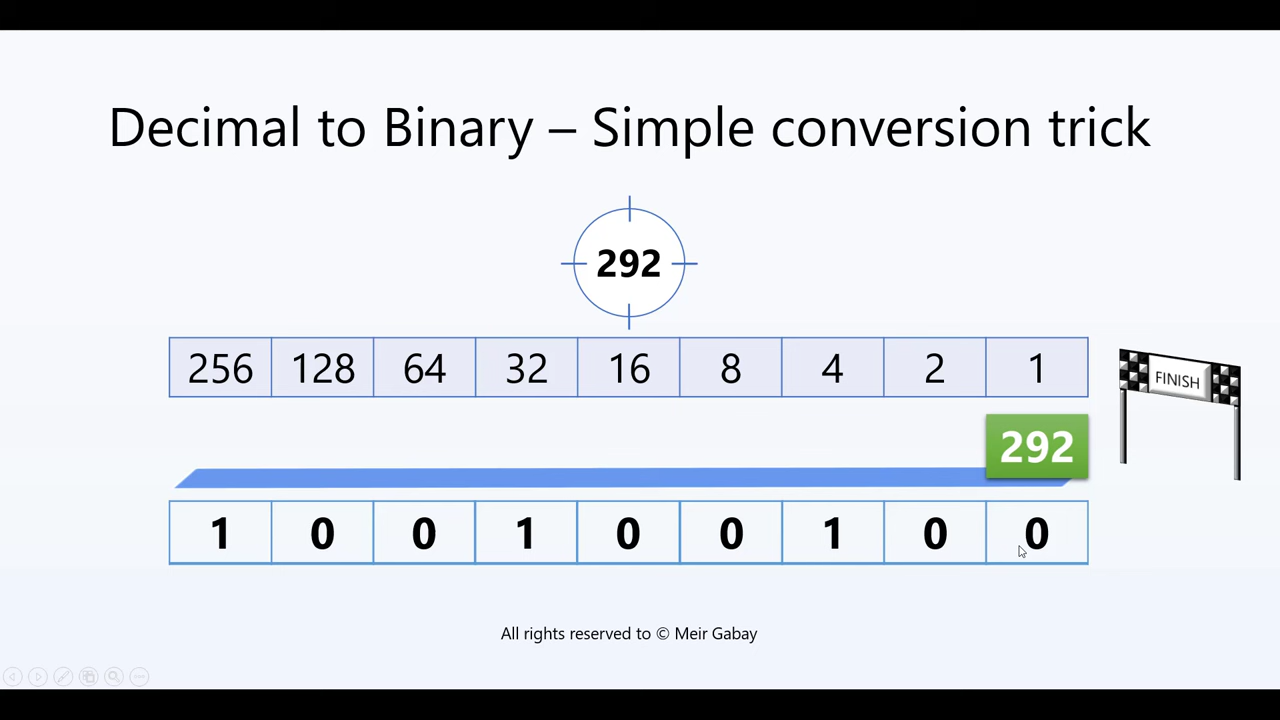 Decimal to Binary – Simple conversion trick
292
256 128 64 32 16 8 4 2 1
FINISH
292
1 0 0 1 0 0 1 0 0
All rights reserved to © Meir Gabay